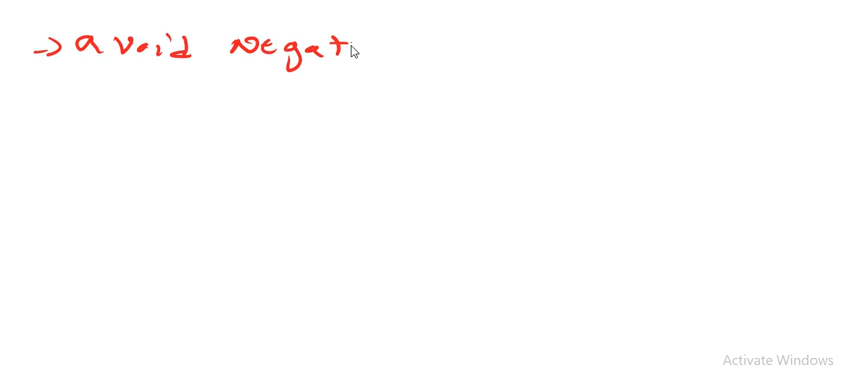 → avoid Negat
Activate Windows